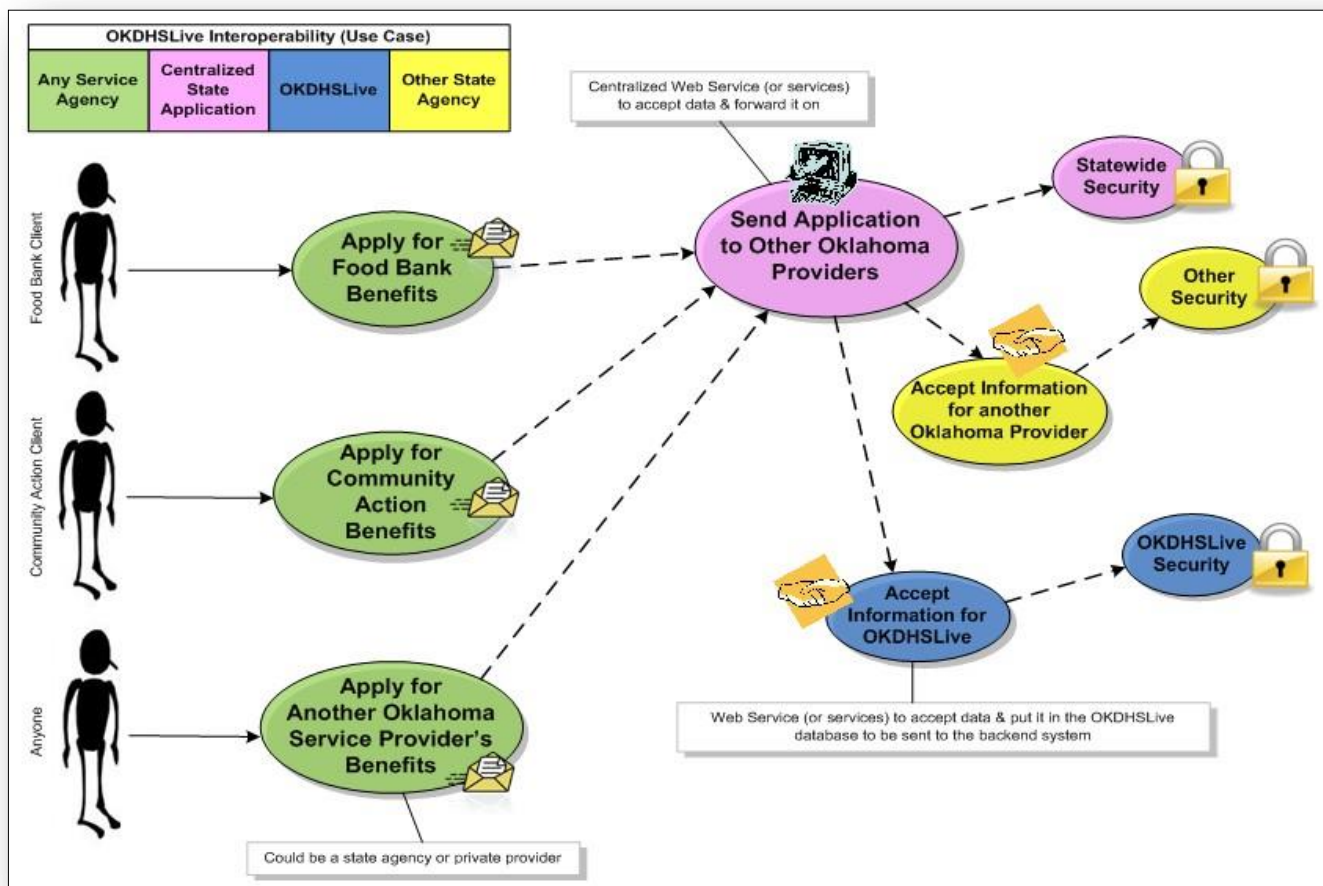 OKDHSLive Interoperability (Use Case)
Any Service
Agency
Centralized
State
Application
OKDHSLive
Other State
Agency
Centralized Web Service (or services)
to accept data & forward it on
Statewide
Security
Food Bank Client
Apply for
Food Bank
Benefits
Send Application
to Other Oklahoma
Providers
Other
Security
Accept Information
for another
Oklahoma Provider
Community Action Client
Apply for
Community
Action
Benefits
OKDHSLive
Security
Accept
Information for
OKDHSLive
Anyone
Apply for
Another Oklahoma
Service Provider's
Benefits
Web Service (or services) to accept data & put it in the OKDHSLive
database to be sent to the backend system
Could be a state agency or private provider